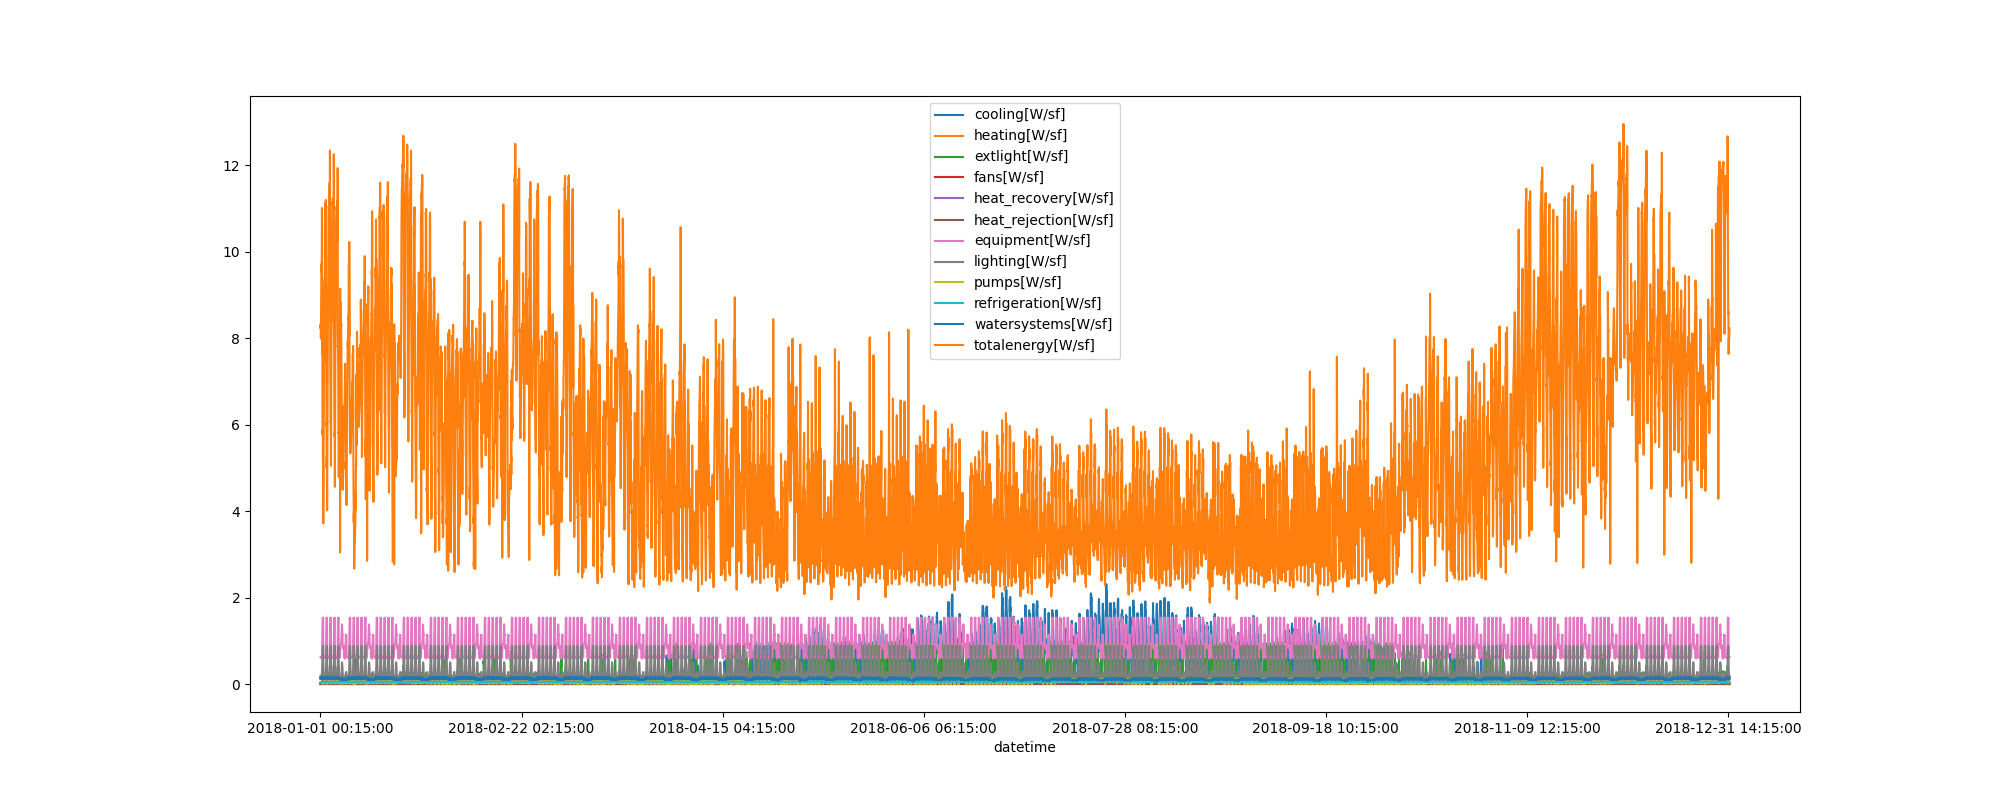 cooling[W/sf]
heating[W/sf]
extlight[W/sf]
fans[W/sf]
heat_recovery[W/sf]
heat_rejection[W/sf]
equipment[W/sf]
lighting[W/sf]
pumps[W/sf]
refrigeration[W/sf]
watersystems[W/sf]
totalenergy[W/sf]
12
10
8
6
4
2
0
2018-01-01 00:15:00 2018-02-22 02:15:00 2018-04-15 04:15:00 2018-06-06 06:15:00 2018-07-28 08:15:00 2018-09-18 10:15:00 2018-11-09 12:15:00 2018-12-31 14:15:00
datetime